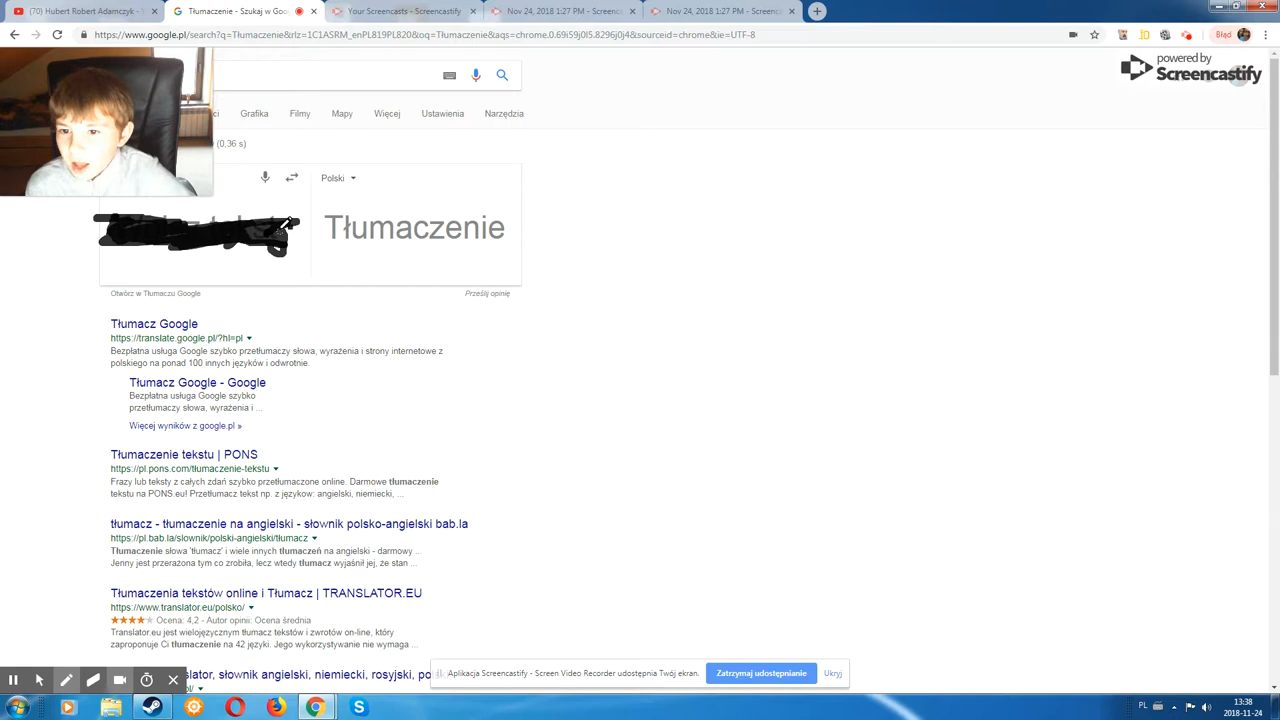 (70) Hubert Robert Adamczyk -
Tłumaczenie - Szukaj w Goo
Your Screencasts - Screencastify
Nov 24, 2018 1:27 PM - Screenca
Nov 24, 2018 1:27 PM - Screenca
https://www.google.pl/search?q=Tłumaczenie&rlz=1C1ASRM_enPL819PL820&oq=Tłumaczenie&aqs=chrome.0.69i59j0l5.8296j0j4&sourceid=chrome&ie=UTF-8
Błąd
powered by
Screencastify
Grafika Filmy Mapy Więcej Ustawienia Narzędzia
(0,36 s)
Polski
Tłumaczenie
Otwórz w Tłumaczu Google
Prześlij opinię
Tłumacz Google
https://translate.google.pl/?hl=pl
Bezpłatna usługa Google szybko przetłumaczy słowa, wyrażenia i strony internetowe z
polskiego na ponad 100 innych języków i odwrotnie.
Tłumacz Google - Google
Bezpłatna usługa Google szybko
przetłumaczy słowa, wyrażenia i ...
Więcej wyników z google.pl »
Tłumaczenie tekstu | PONS
https://pl.pons.com/tłumaczenie-tekstu
Frazy lub teksty z całych zdań szybko przetłumaczone online. Darmowe tłumaczenie
tekstu na PONS.eu! Przetłumacz tekst np. z języków: angielski, niemiecki, ...
tłumacz - tłumaczenie na angielski - słownik polsko-angielski bab.la
https://pl.bab.la/slownik/polski-angielski/tłumacz
Tłumaczenie słowa 'tłumacz' i wiele innych tłumaczeń na angielski - darmowy ...
Jenny jest przerażona tym co zrobiła, lecz wtedy tłumacz wyjaśnił jej, że stan ...
Tłumaczenia tekstów online i Tłumacz | TRANSLATOR.EU
https://www.translator.eu/polsko/
Ocena: 4,2 - Autor opinii: Ocena średnia
Translator.eu jest wielojęzycznym tłumacz tekstów i zwrotów on-line, który
zaproponuje Ci tłumaczenie na 42 języki. Jego wykorzystywanie nie wymaga ...
slator, słownik angielski, niemiecki, rosyjski, po
pl/
Aplikacja Screencastify - Screen Video Recorder udostępnia Twój ekran.
Zatrzymaj udostępnianie
Ukryj
PL
13:38
2018-11-24